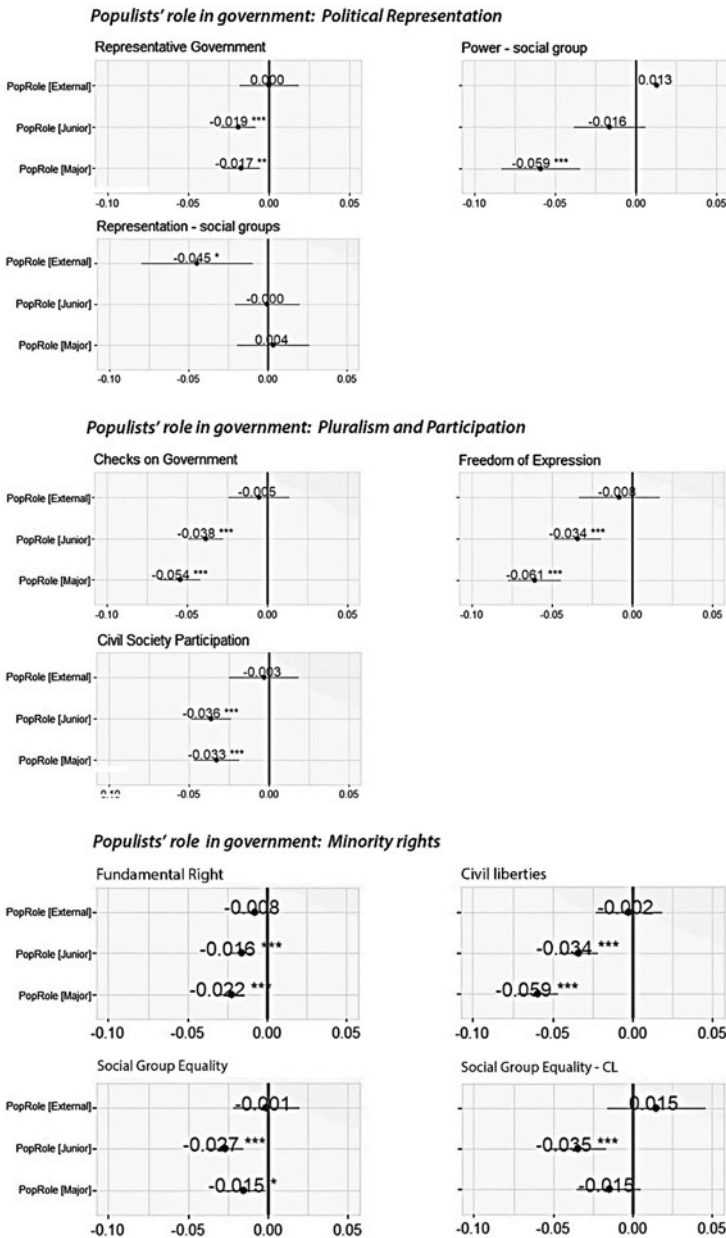 Populists' role in government: Political Representation
Representative Government
PopRole [External]
0.000
PopRole [Junior]
-0.019 ***
PopRole [Major]
-0.017 **
-0.10 -0.05 0.00 0.05
Power - social group
0.013
-0.016
-0.059 ***
-0.10 -0.05 0.00 0.05
Representation - social groups
PopRole [External]
-0.045 *
PopRole [Junior]
-0.000
PopRole [Major]
0.004
-0.10 -0.05 0.00 0.05
Populists' role in government: Pluralism and Participation
Checks on Government
PopRole [External]
-0.005
PopRole [Junior]
-0.038 ***
PopRole [Major]
-0.054 ***
-0.10 -0.05 0.00 0.05
Freedom of Expression
-0.008
-0.034 ***
-0.061 ***
-0.10 -0.05 0.00 0.05
Civil Society Participation
PopRole [External]
-0.003
PopRole [Junior]
-0.036 ***
PopRole [Major]
-0.033 ***
-0.05 0.00 0.05
Populists' role in government: Minority rights
Fundamental Right
PopRole [External]
-0.008
PopRole [Junior]
-0.016 ***
PopRole [Major]
-0.022 ***
-0.10 -0.05 0.00 0.05
Civil liberties
-0.002
-0.034 ***
-0.059 ***
-0.10 -0.05 0.00 0.05
Social Group Equality
PopRole [External]
-0.001
PopRole [Junior]
-0.027 ***
PopRole [Major]
-0.015 *
-0.10 -0.05 0.00 0.05
Social Group Equality - CL
0.015
-0.035 ***
-0.015
-0.10 -0.05 0.00 0.05